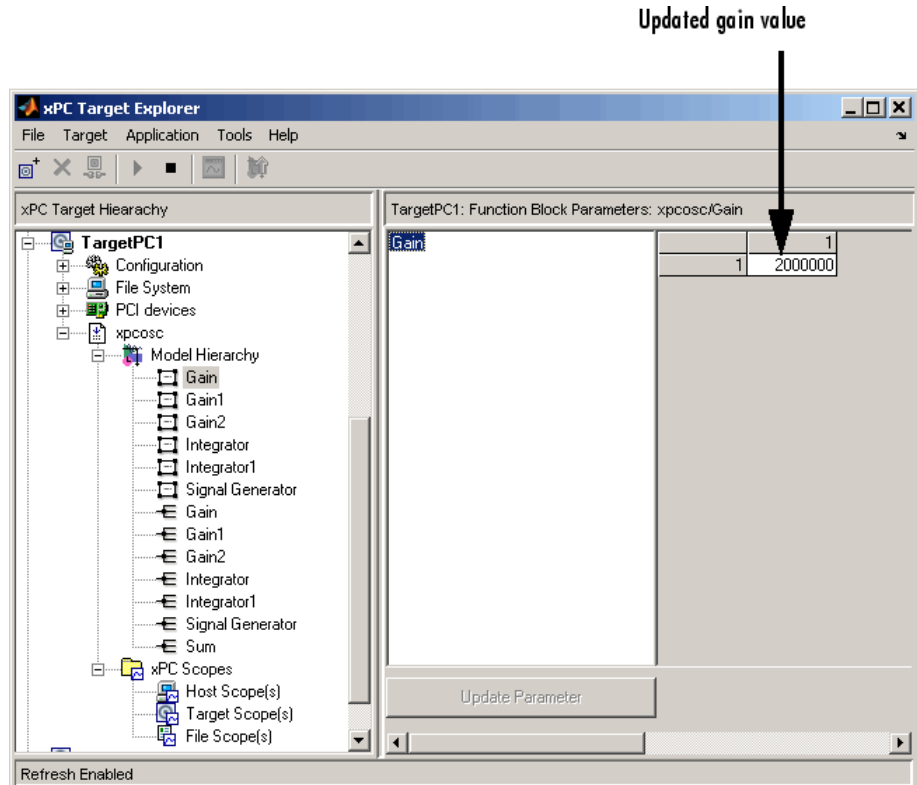 Updated gain value
xPC Target Explorer
File Target Application Tools Help
xPC Target Hiearachy
TargetPC1: Function Block Parameters: xpcosc/Gain
TargetPC1
Configuration
File System
PCI devices
xpcosc
Model Hierarchy
Gain
Gain1
Gain2
Integrator
Integrator1
Signal Generator
Gain
Gain1
Gain2
Integrator
Integrator1
Signal Generator
Sum
xPC Scopes
Host Scope(s)
Target Scope(s)
File Scope(s)
Gain
1
1 2000000
Update Parameter
Refresh Enabled